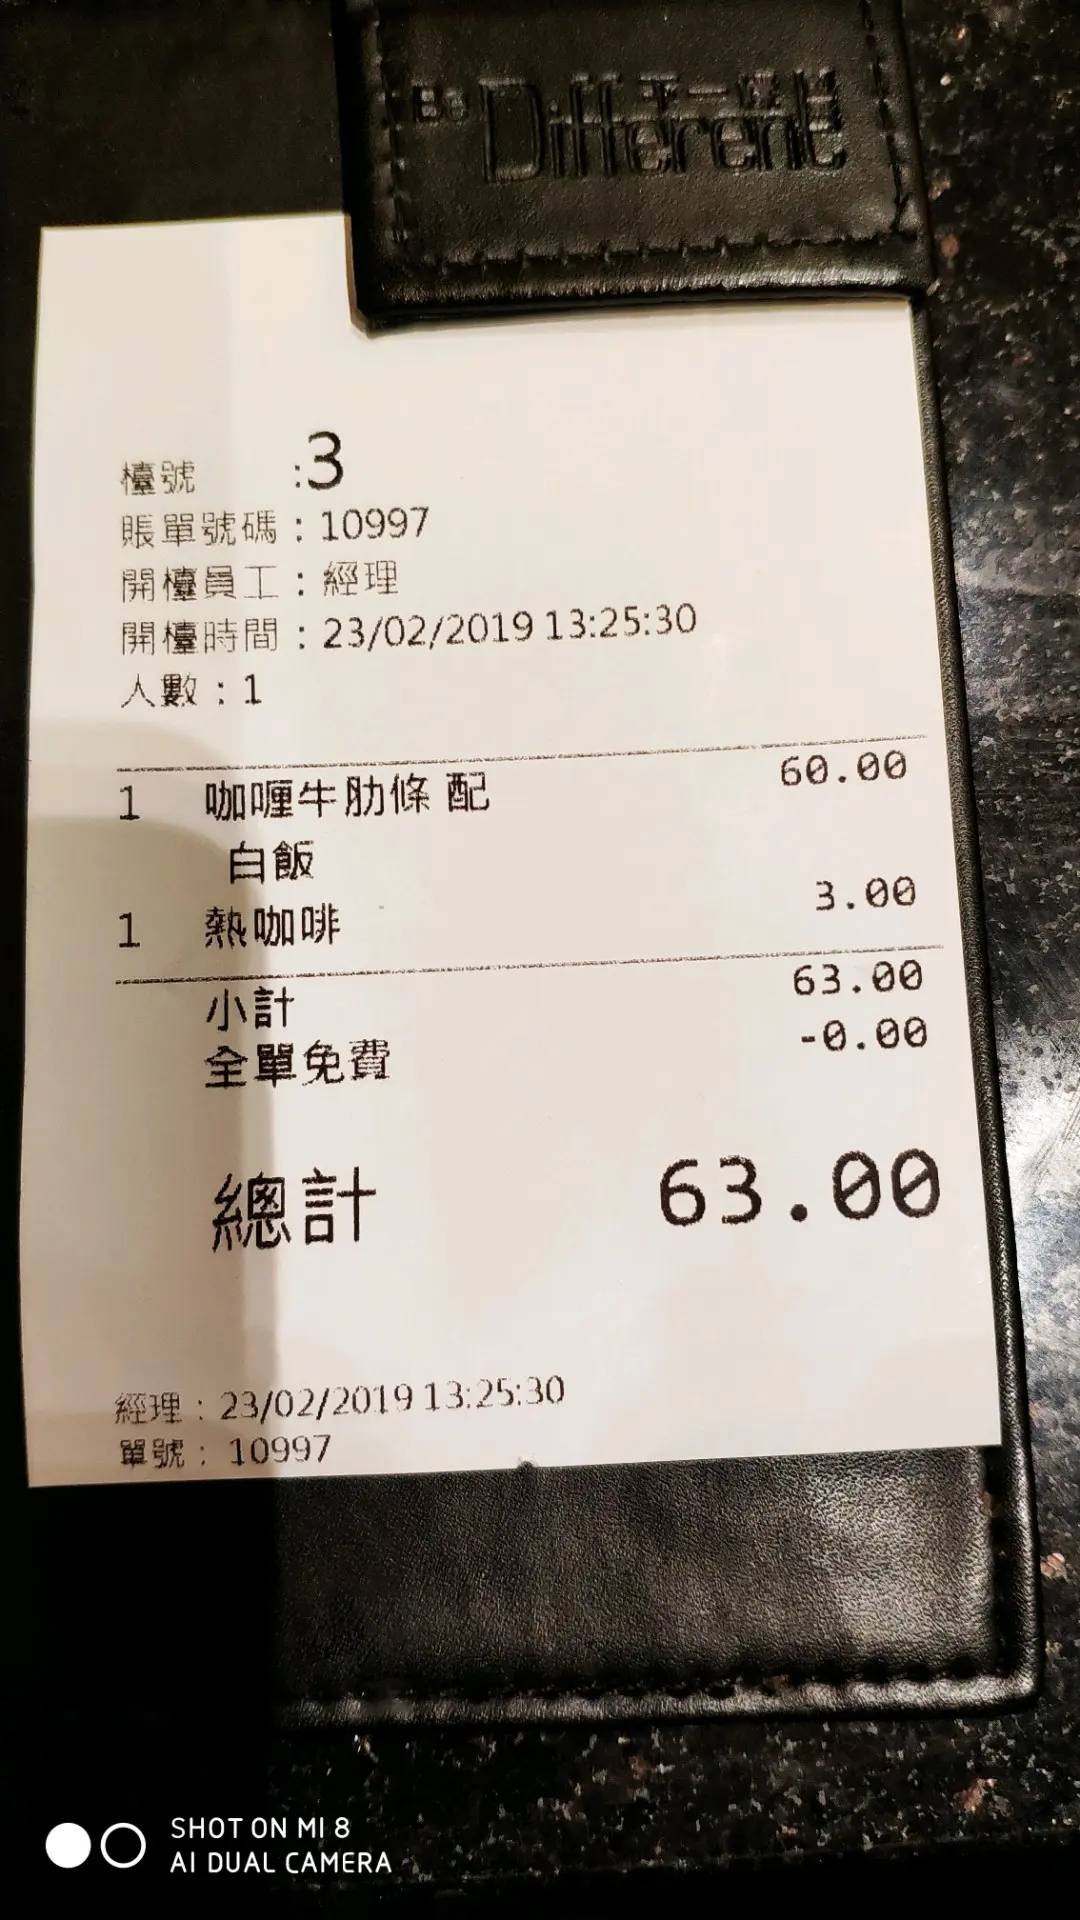 Be Different
檯號 :3
賬單號碼 : 10997
開檯員工 : 經理
開檯時間 : 23/02/2019 13:25:30
人數 : 1
1 咖喱牛肋條 配 60.00
白飯
1 熱咖啡 3.00
小計 63.00
全單免費 -0.00
總計 63.00
經理 : 23/02/2019 13:25:30
單號 : 10997
SHOT ON MI 8
AI DUAL CAMERA